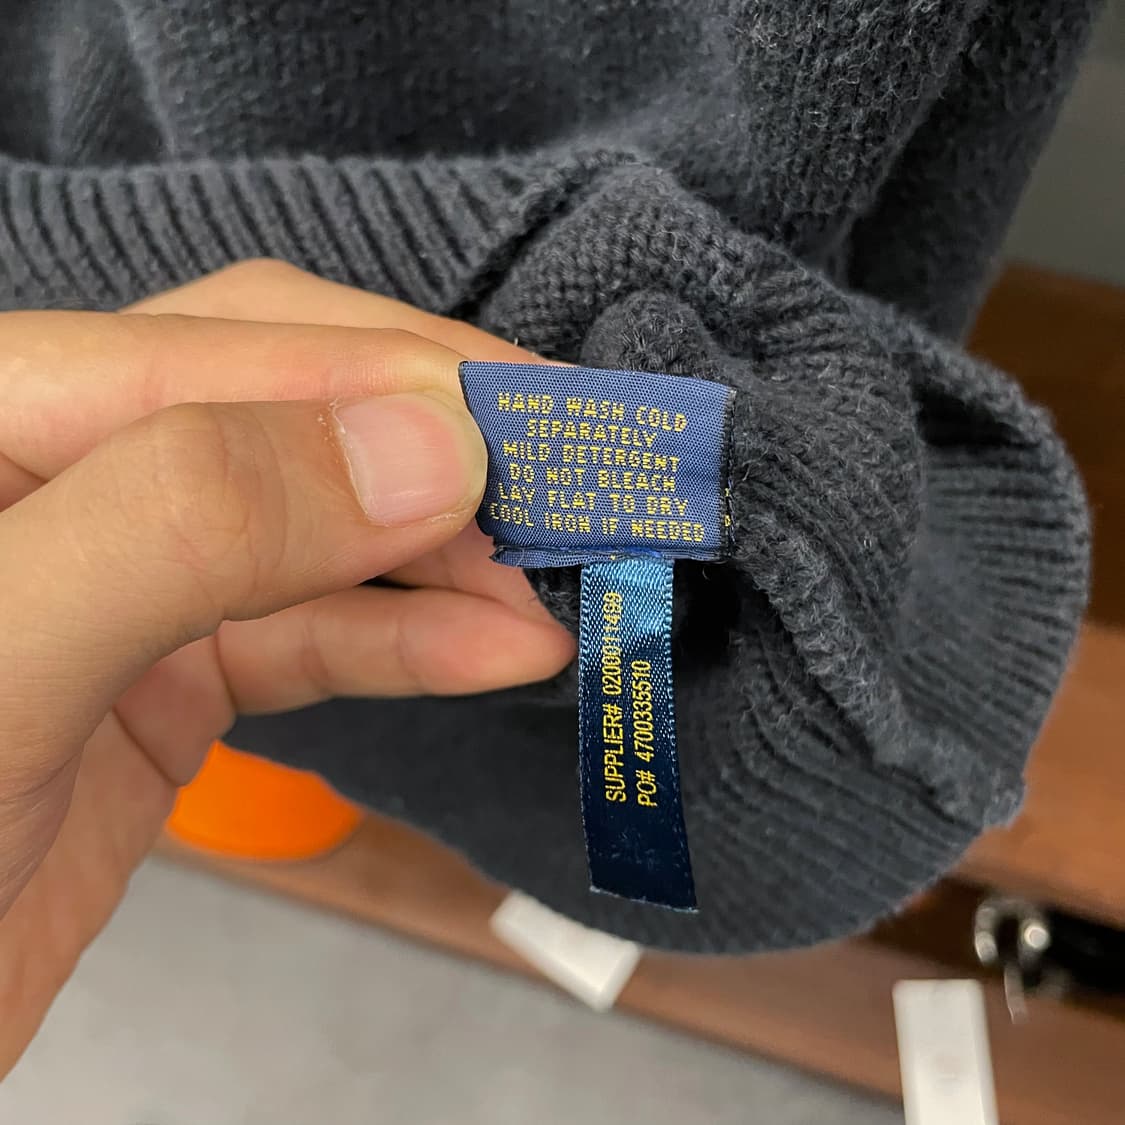 HAND WASH COLD
SEPARATELY
MILD DETERGENT
DO NOT BLEACH
LAY FLAT TO DRY
COOL IRON IF NEEDED
SUPPLIER# 0200011499
PO# 4700335510